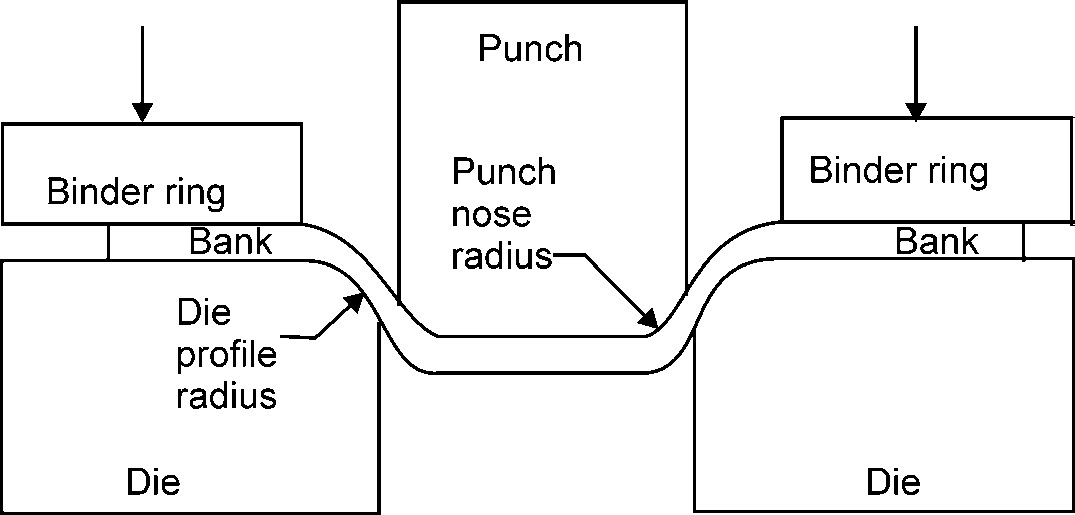 Punch
Binder ring
Binder ring
Punch
nose
radius
Bank
Bank
Die
profile
radius
Die
Die